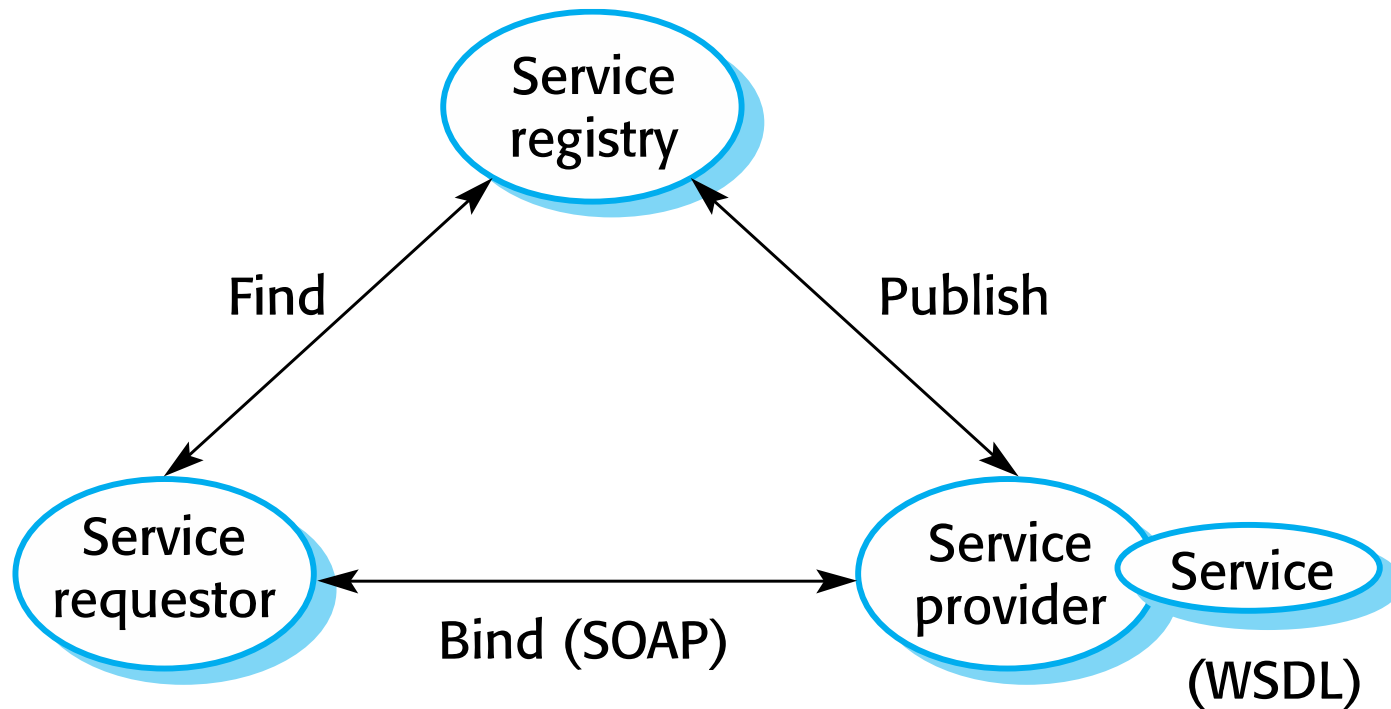 Service
registry
Find
Publish
Service
requestor
Bind (SOAP)
Service
provider
Service
(WSDL)